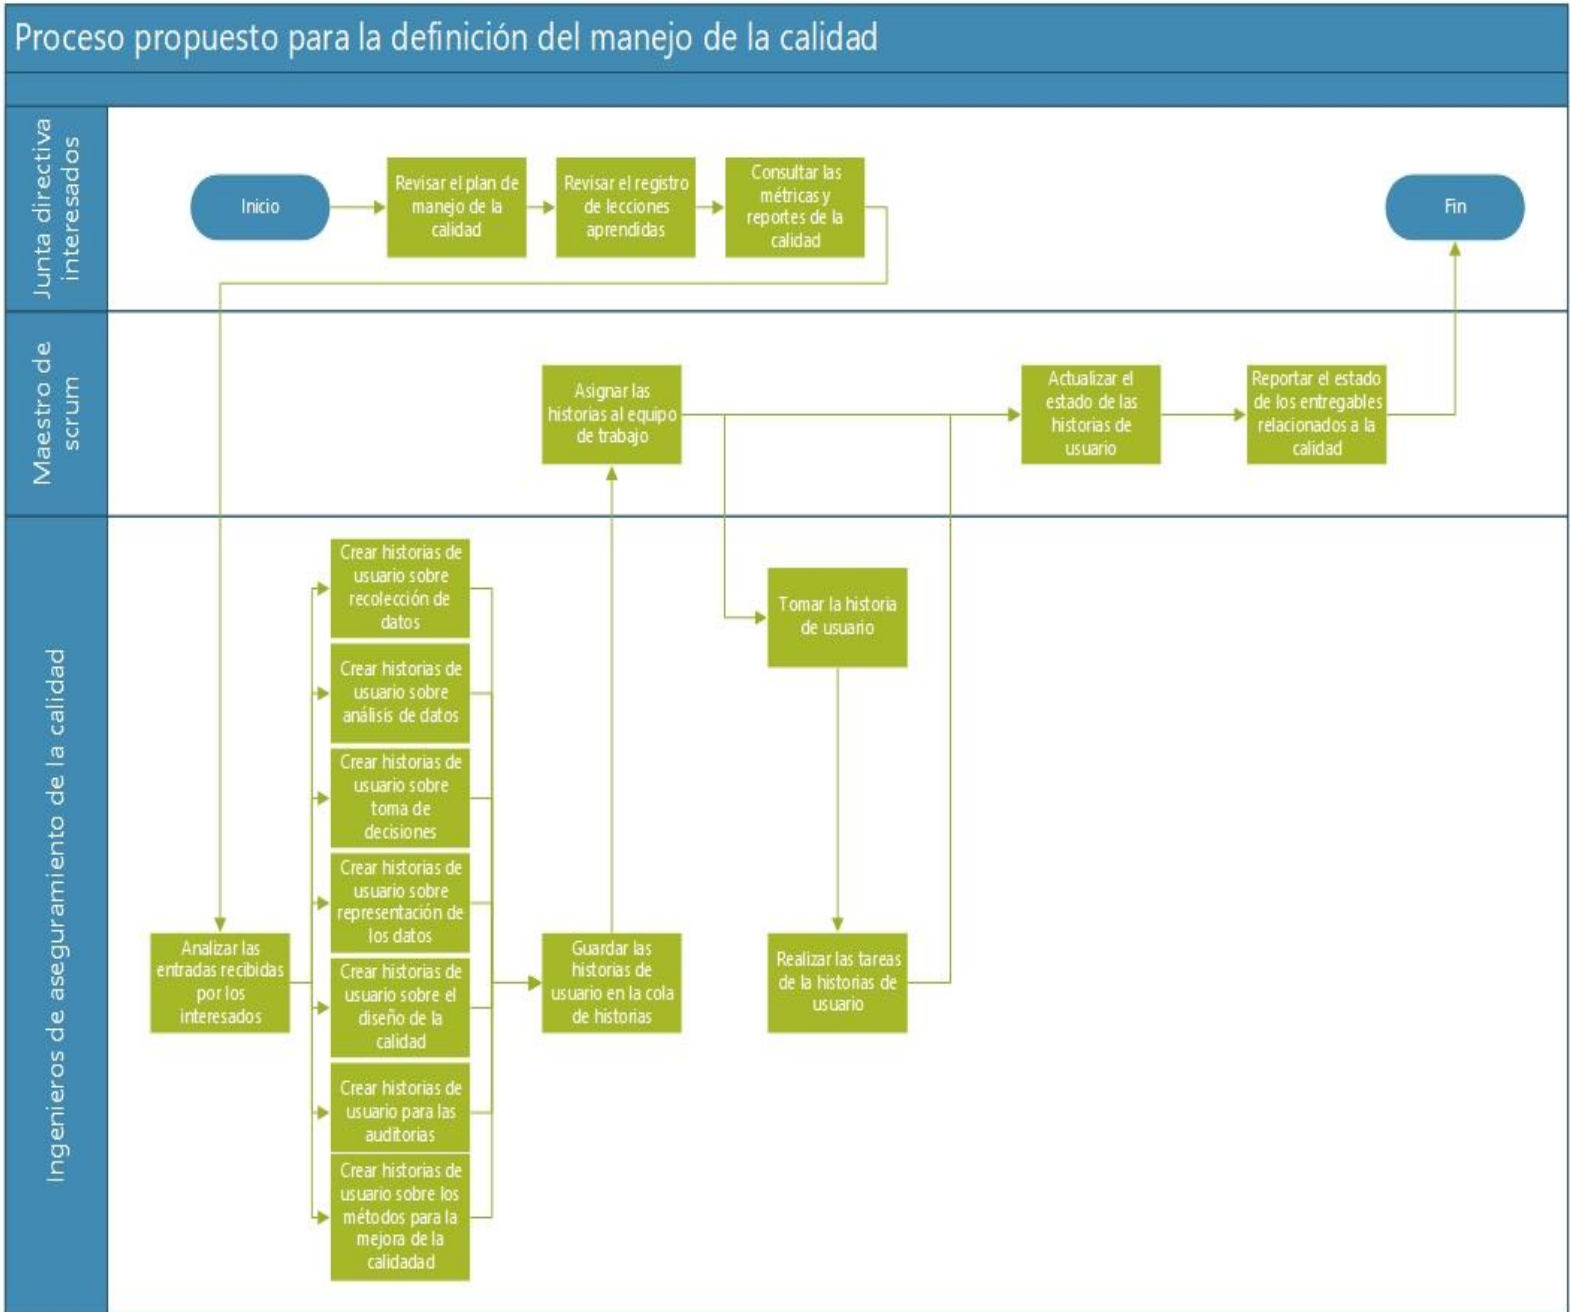 Proceso propuesto para la definición del manejo de la calidad
Junta directiva
interesados
Inicio
Revisar el plan de
manejo de la
calidad
Revisar el registro
de lecciones
aprendidas
Consultar las
métricas y
reportes de la
calidad
Fin
Maestro de
scrum
Asignar las
historias al equipo
de trabajo
Actualizar el
estado de las
historias de
usuario
Reportar el estado
de los entregables
relacionados a la
calidad
Ingenieros de aseguramiento de la calidad
Analizar las
entradas recibidas
por los
interesados
Crear historias de
usuario sobre
recolección de
datos
Crear historias de
usuario sobre
análisis de datos
Crear historias de
usuario sobre
toma de
decisiones
Crear historias de
usuario sobre
representación de
los datos
Crear historias de
usuario sobre el
diseño de la
calidad
Crear historias de
usuario para las
auditorias
Crear historias de
usuario sobre los
métodos para la
mejora de la
calidadad
Guardar las
historias de
usuario en la cola
de historias
Tomar la historia
de usuario
Realizar las tareas
de la historias de
usuario